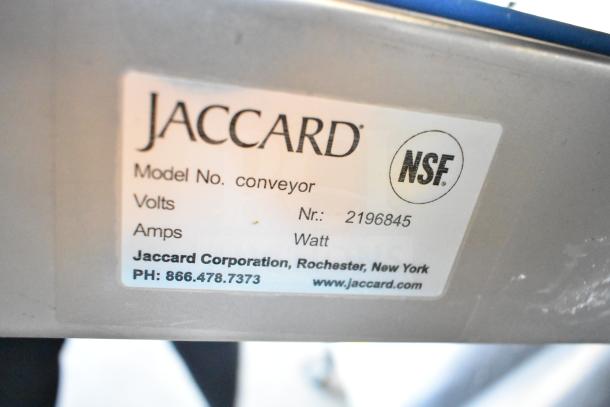 JACCARD
NSF.
Model No. conveyor
Volts Nr.: 2196845
Amps Watt
Jaccard Corporation, Rochester, New York
PH: 866.478.7373 www.jaccard.com